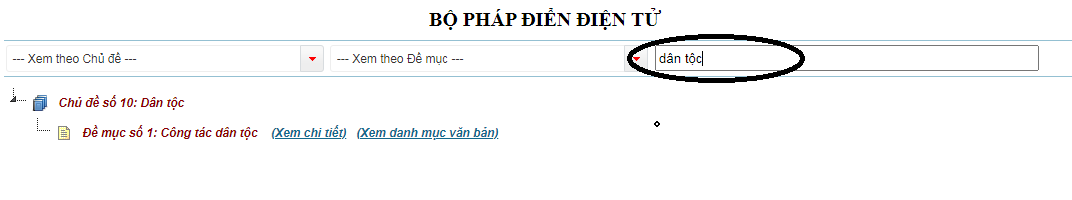 BỘ PHÁP ĐIỂN ĐIỆN TỬ
--- Xem theo Chủ đề --- --- Xem theo Đề mục --- dân tộc
Chủ đề số 10: Dân tộc
Đề mục số 1: Công tác dân tộc (Xem chi tiết) (Xem danh mục văn bản)